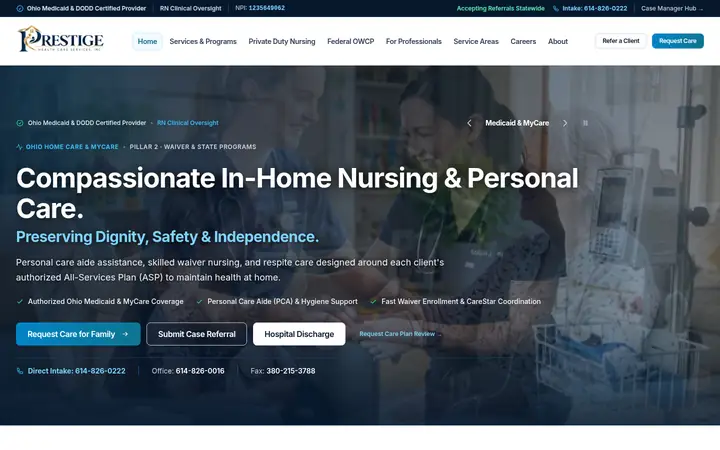 Ohio Medicaid & DODD Certified Provider
RN Clinical Oversight
NPI: 1235649062
Accepting Referrals Statewide
Intake: 614-826-0222
Case Manager Hub →
PRESTIGE
HEALTH CARE SERVICES, INC
Home
Services & Programs
Private Duty Nursing
Federal OWCP
For Professionals
Service Areas
Careers
About
Refer a Client
Request Care
Ohio Medicaid & DODD Certified Provider • RN Clinical Oversight
Medicaid & MyCare
OHIO HOME CARE & MYCARE • PILLAR 2 · WAIVER & STATE PROGRAMS
Compassionate In-Home Nursing & Personal
Care.
Preserving Dignity, Safety & Independence.
Personal care aide assistance, skilled waiver nursing, and respite care designed around each client's
authorized All-Services Plan (ASP) to maintain health at home.
Authorized Ohio Medicaid & MyCare Coverage
Personal Care Aide (PCA) & Hygiene Support
Fast Waiver Enrollment & CareStar Coordination
Request Care for Family →
Submit Case Referral
Hospital Discharge
Request Care Plan Review →
Direct Intake: 614-826-0222
Office: 614-826-0016
Fax: 380-215-3788